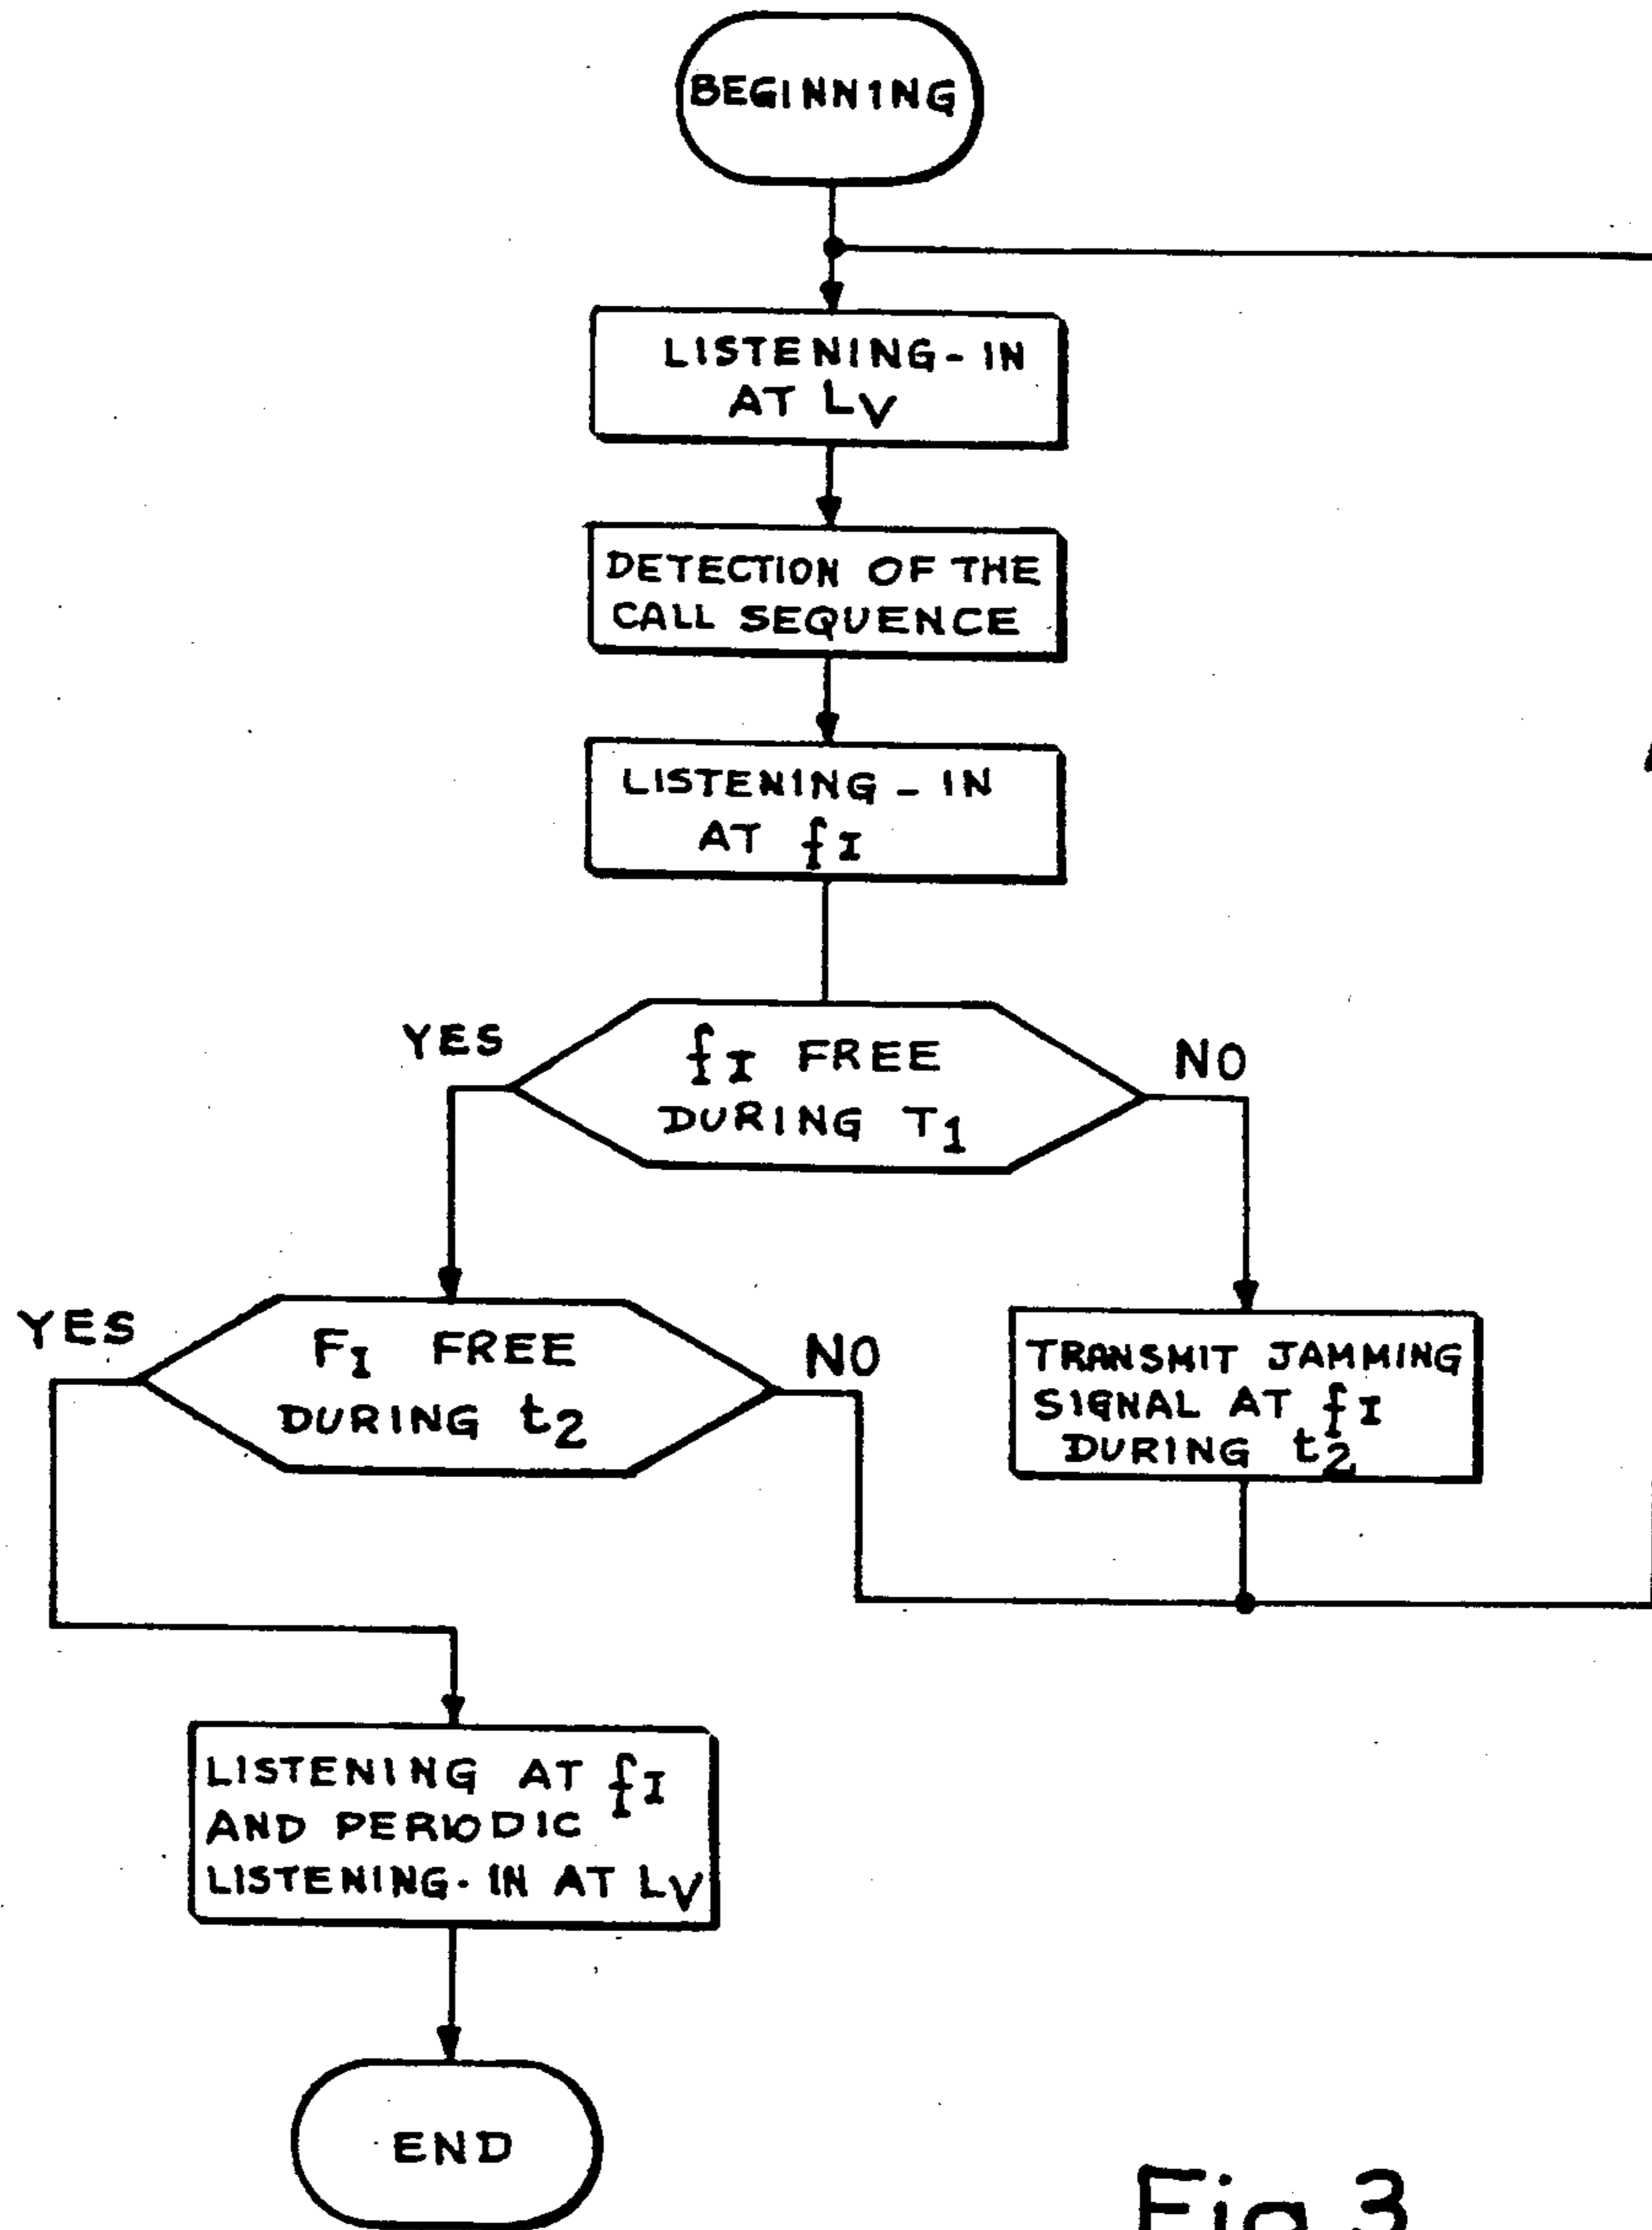 BEGINNING
LISTENING-IN
AT LV
DETECTION OF THE
CALL SEQUENCE
LISTENING-IN
AT fI
YES
fI FREE
DURING T1
NO
YES
FI FREE
DURING t2
NO
TRANSMIT JAMMING
SIGNAL AT fI
DURING t2
LISTENING AT fI
AND PERIODIC
LISTENING-IN AT LV
END
Fig.3